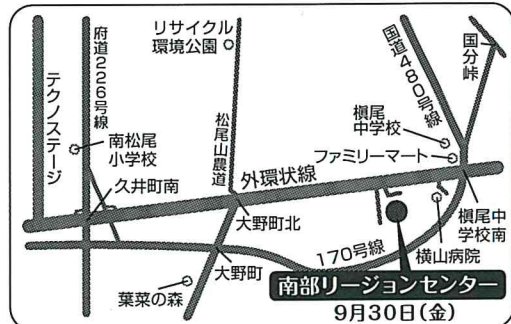 リサイクル
環境公園
府道226号線
テクノステージ
南松尾
小学校
久井町南
松尾山農道
外環状線
国道480号線
国分峠
槇尾
中学校
ファミリーマート
大野町北
槇尾中
学校南
170号線
横山病院
大野町
葉菜の森
南部リージョンセンター
9月30日(金)